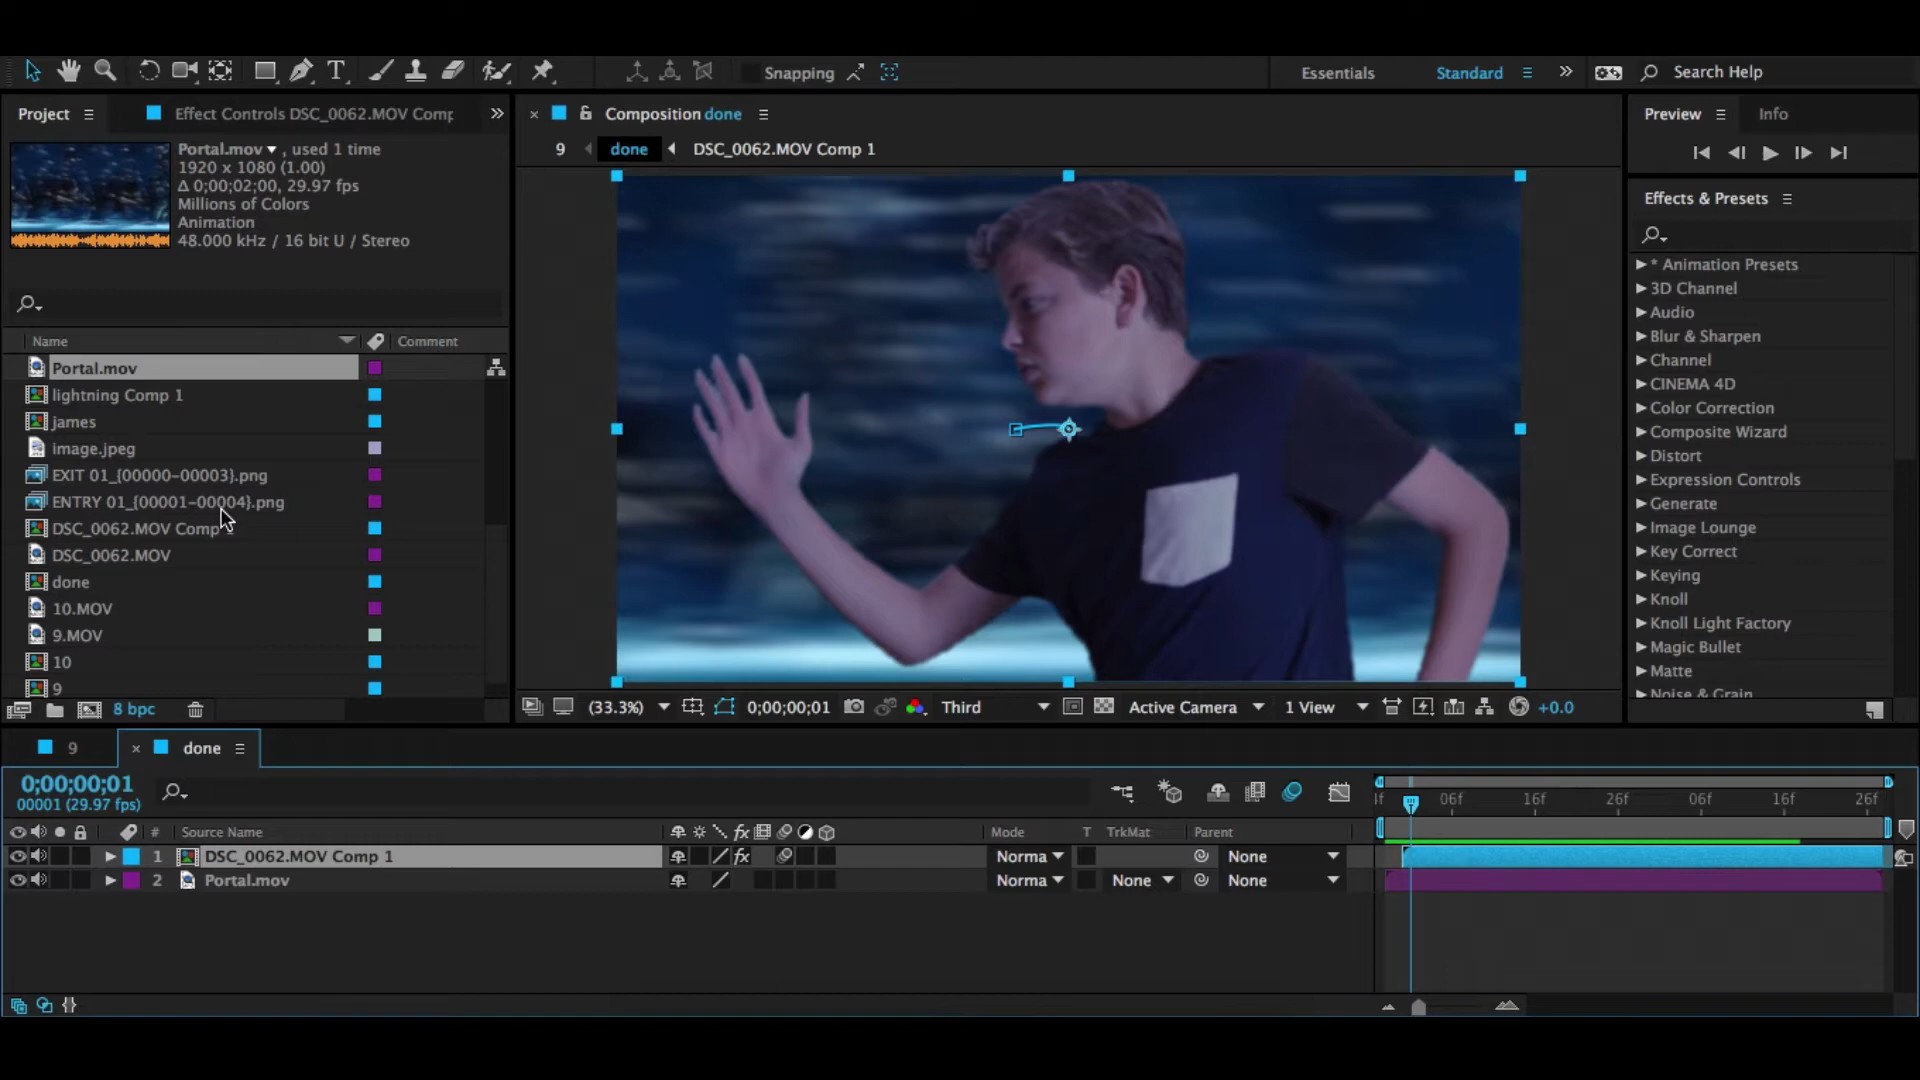 Snapping
Essentials
Standard
Search Help
Project
Effect Controls DSC_0062.MOV Comp
Composition done
Preview
Info
Portal.mov , used 1 time
1920 x 1080 (1.00)
Δ 0;00;02;00, 29.97 fps
Millions of Colors
Animation
48.000 kHz / 16 bit U / Stereo
9
done
DSC_0062.MOV Comp 1
Effects & Presets
Name
Comment
Portal.mov
lightning Comp 1
james
image.jpeg
EXIT 01_{00000-00003}.png
ENTRY 01_{00001-00004}.png
DSC_0062.MOV Comp
DSC_0062.MOV
done
10.MOV
9.MOV
10
9
8 bpc
* Animation Presets
3D Channel
Audio
Blur & Sharpen
Channel
CINEMA 4D
Color Correction
Composite Wizard
Distort
Expression Controls
Generate
Image Lounge
Key Correct
Keying
Knoll
Knoll Light Factory
Magic Bullet
Matte
Noise & Grain
(33.3%)
0;00;00;01
Third
Active Camera
1 View
+0.0
9
done
0;00;00;01
00001 (29.97 fps)
06f
16f
26f
06f
16f
26f
# Source Name
fx
Mode
T TrkMat
Parent
1 DSC_0062.MOV Comp 1
fx
Norma
None
2 Portal.mov
Norma
None
None